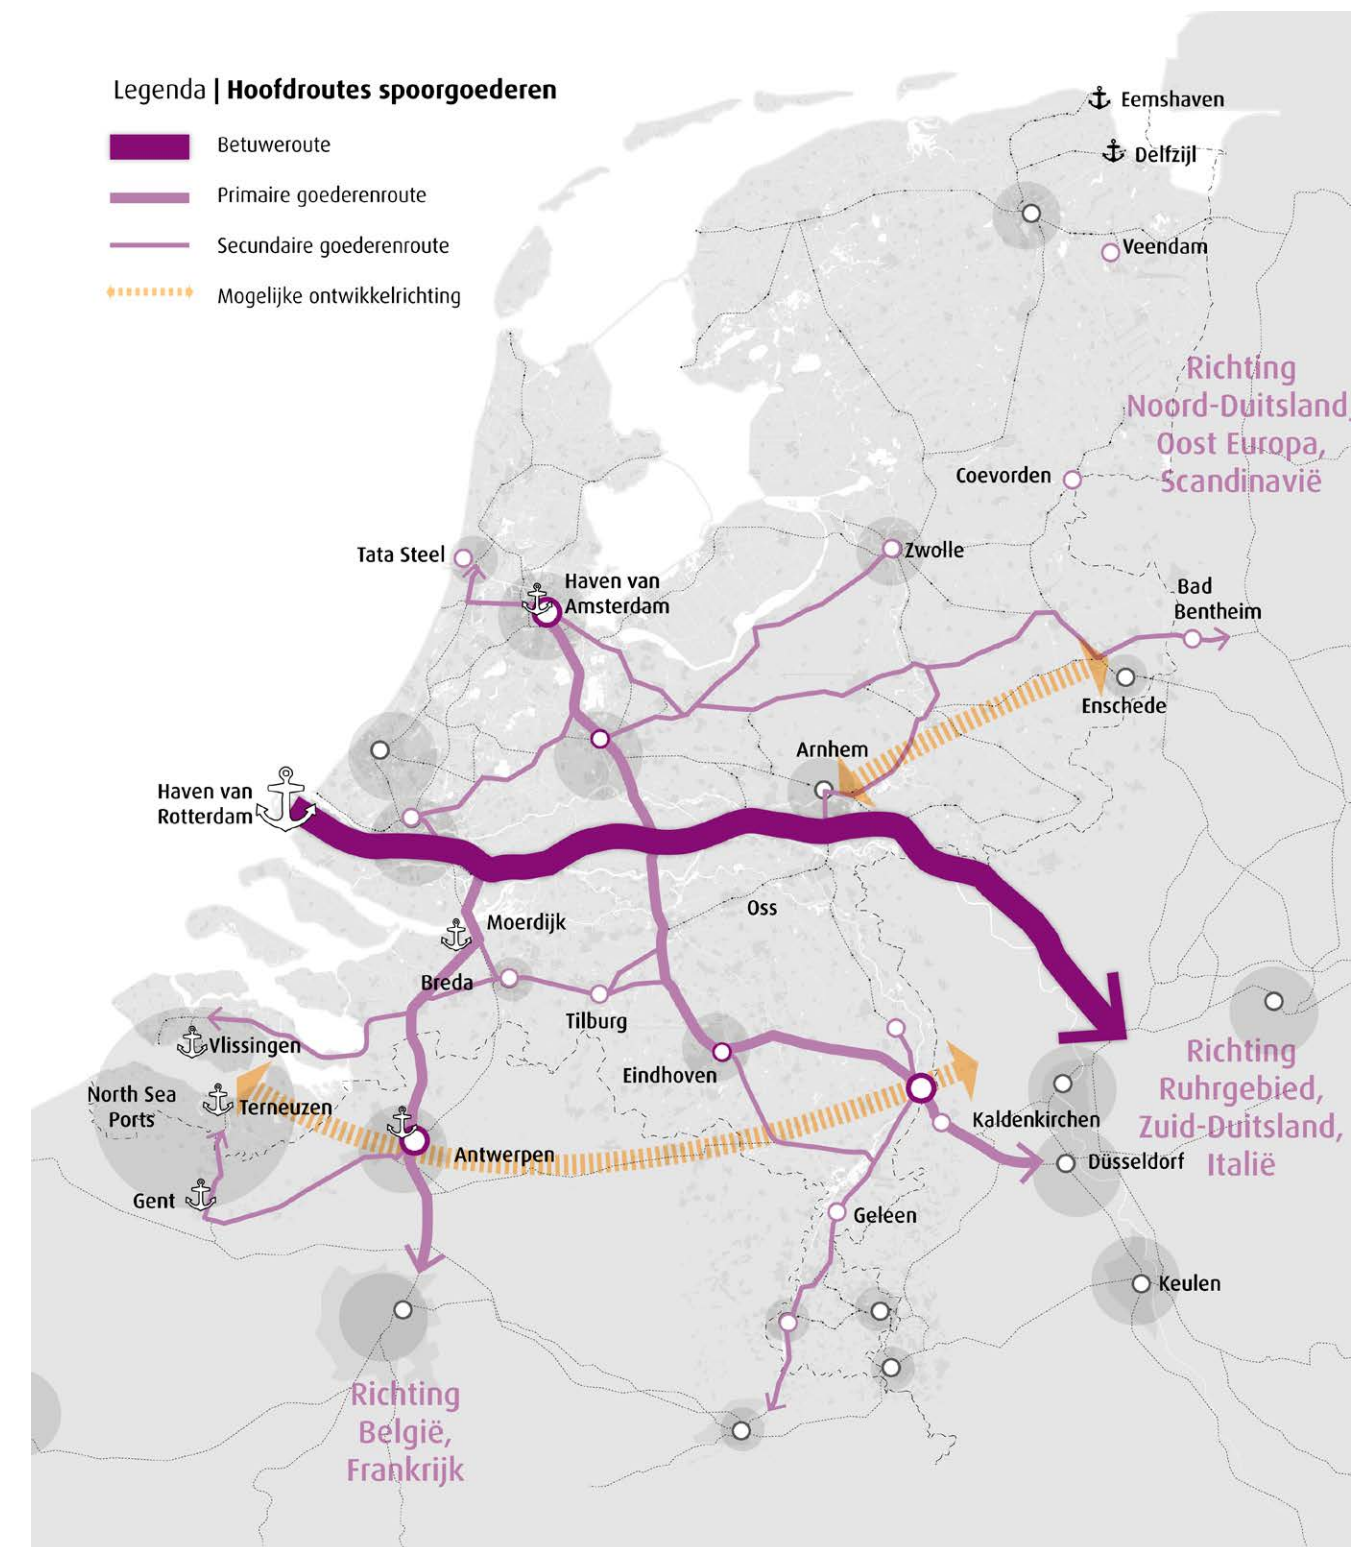 Legenda | Hoofdroutes spoorgoederen
Betuweroute
Primaire goederenroute
Secundaire goederenroute
Mogelijke ontwikkelrichting
Eemshaven
Delfzijl
Veendam
Richting
Noord-Duitsland,
Oost Europa,
Scandinavië
Coevorden
Zwolle
Tata Steel
Haven van
Amsterdam
Bad
Bentheim
Enschede
Arnhem
Haven van
Rotterdam
Oss
Moerdijk
Breda
Tilburg
Eindhoven
Vlissingen
North Sea
Ports
Terneuzen
Antwerpen
Gent
Richting
Ruhrgebied,
Zuid-Duitsland,
Italië
Kaldenkirchen
Düsseldorf
Geleen
Keulen
Richting
België,
Frankrijk